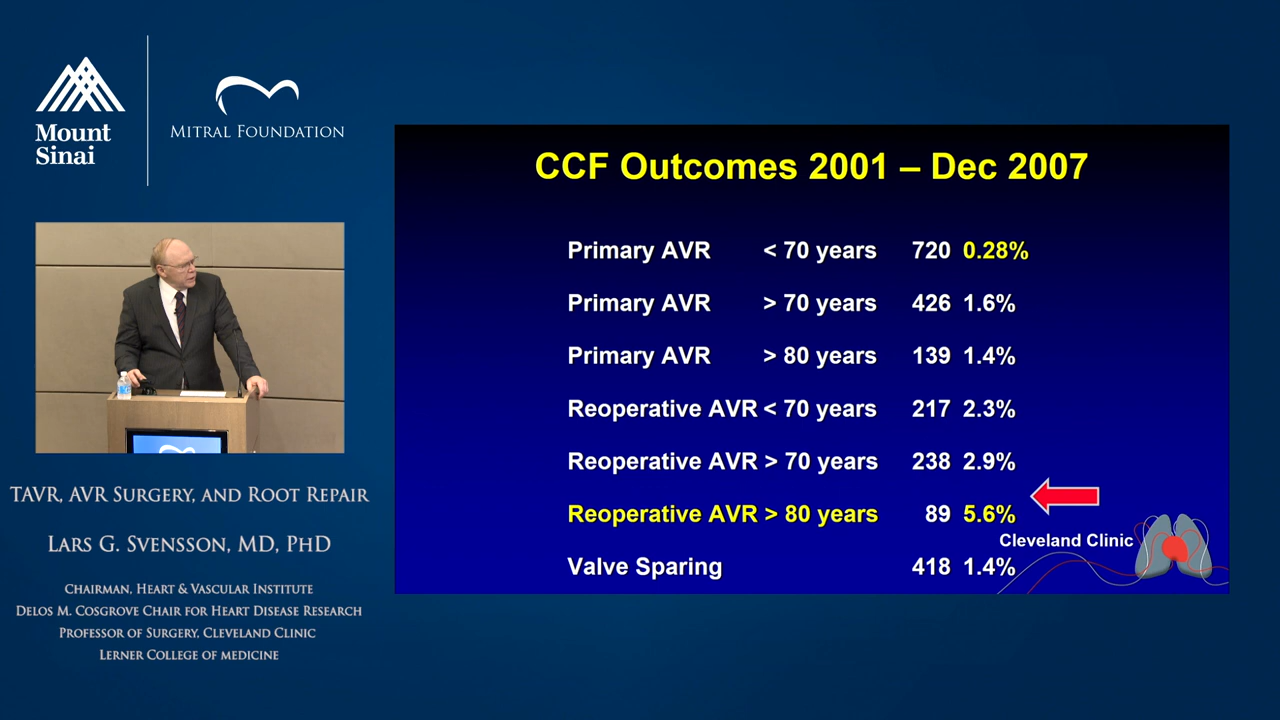 Mount
Sinai
Mitral Foundation
TAVR, AVR Surgery, and Root Repair
Lars G. Svensson, MD, PhD
Chairman, Heart & Vascular Institute
Delos M. Cosgrove Chair for Heart Disease Research
Professor of Surgery, Cleveland Clinic
Lerner College of medicine
CCF Outcomes 2001 – Dec 2007
Primary AVR < 70 years 720 0.28%
Primary AVR > 70 years 426 1.6%
Primary AVR > 80 years 139 1.4%
Reoperative AVR < 70 years 217 2.3%
Reoperative AVR > 70 years 238 2.9%
Reoperative AVR > 80 years 89 5.6%
Cleveland Clinic
Valve Sparing 418 1.4%